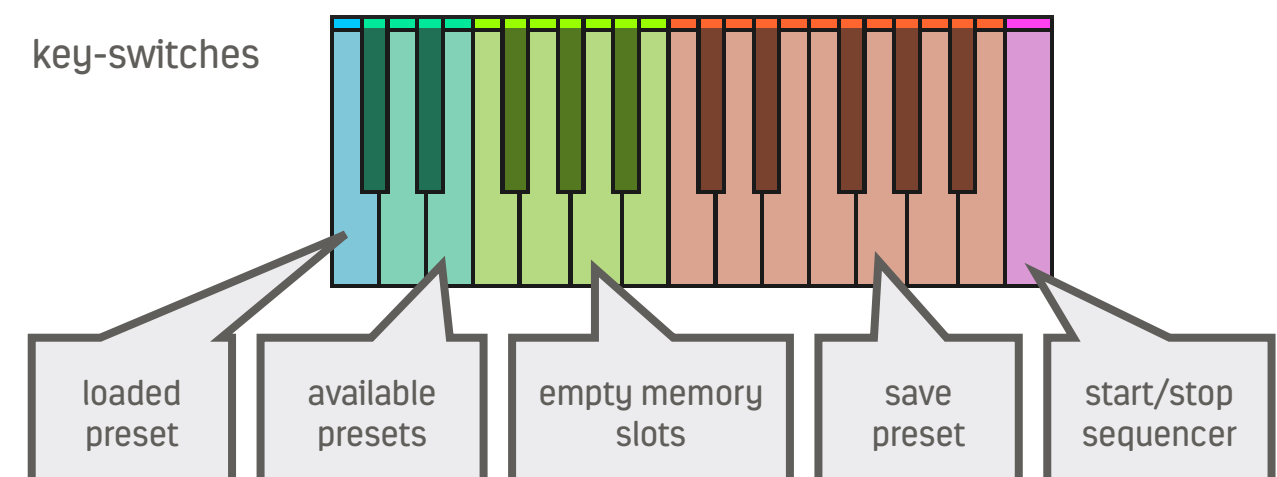 key-switches
loaded
preset
available
presets
empty memory
slots
save
preset
start/stop
sequencer